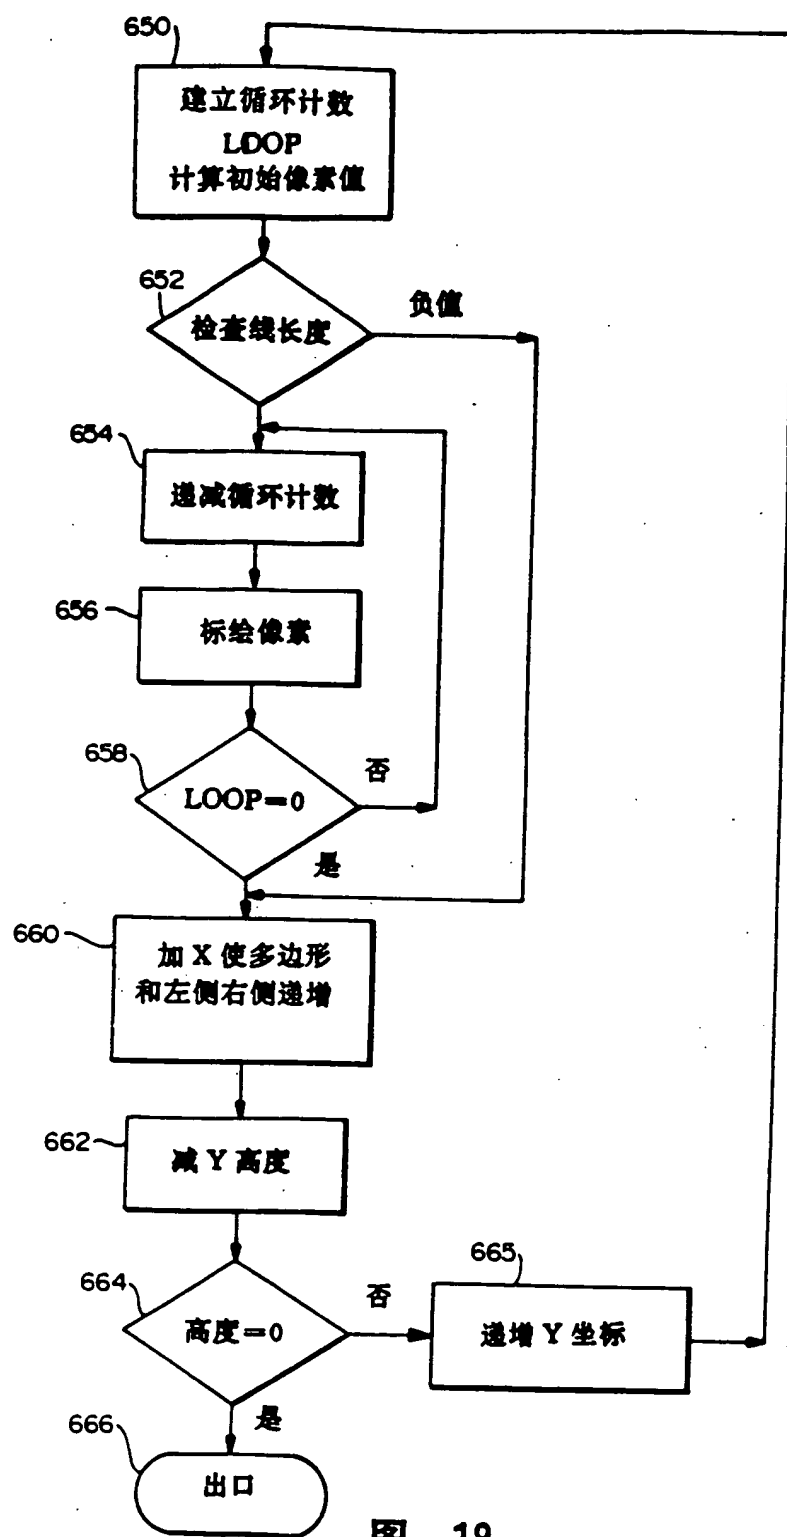 650
建立循环计数
LOOP
计算初始像素值
652
检查线长度
负值
654
递减循环计数
656
标绘像素
658
LOOP=0
否
是
660
加 X 使多边形
和左侧右侧递增
662
减 Y 高度
664
高度=0
否
665
递增 Y 坐标
是
666
出口
图 19